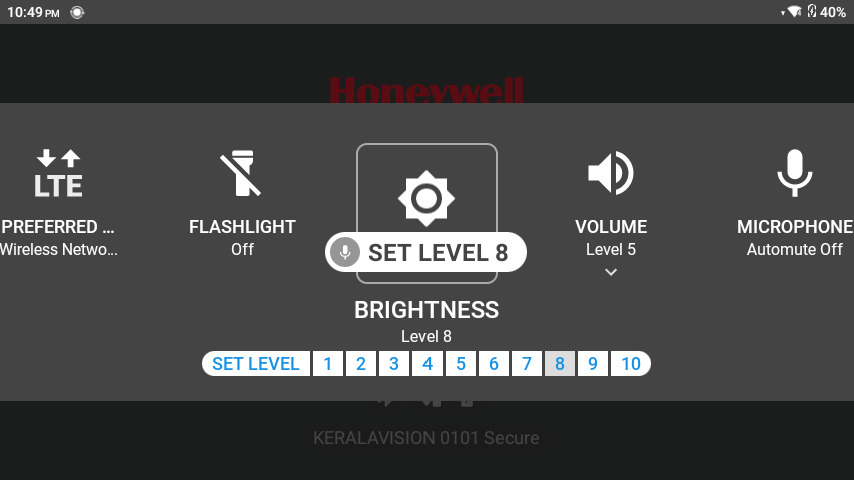 10:49 PM
40%
Honeywell
LTE
PREFERRED ...
Wireless Netwo...
FLASHLIGHT
Off
SET LEVEL 8
VOLUME
Level 5
MICROPHONE
Automute Off
BRIGHTNESS
Level 8
SET LEVEL 1 2 3 4 5 6 7 8 9 10
KERALAVISION 0101 Secure